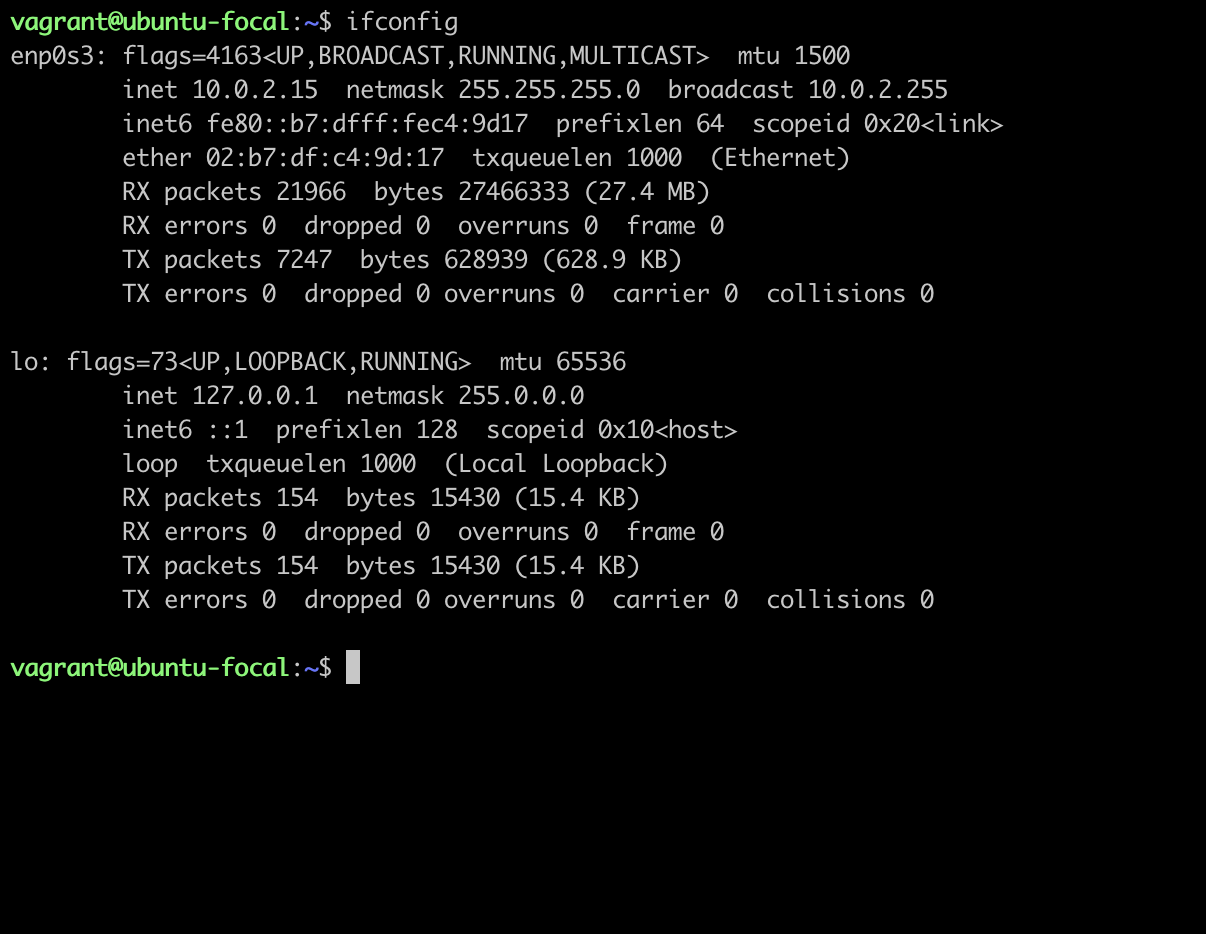 vagrant@ubuntu-focal:~$ ifconfig
enp0s3: flags=4163<UP,BROADCAST,RUNNING,MULTICAST>  mtu 1500
        inet 10.0.2.15  netmask 255.255.255.0  broadcast 10.0.2.255
        inet6 fe80::b7:dfff:fec4:9d17  prefixlen 64  scopeid 0x20<link>
        ether 02:b7:df:c4:9d:17  txqueuelen 1000  (Ethernet)
        RX packets 21966  bytes 27466333 (27.4 MB)
        RX errors 0  dropped 0  overruns 0  frame 0
        TX packets 7247  bytes 628939 (628.9 KB)
        TX errors 0  dropped 0 overruns 0  carrier 0  collisions 0

lo: flags=73<UP,LOOPBACK,RUNNING>  mtu 65536
        inet 127.0.0.1  netmask 255.0.0.0
        inet6 ::1  prefixlen 128  scopeid 0x10<host>
        loop  txqueuelen 1000  (Local Loopback)
        RX packets 154  bytes 15430 (15.4 KB)
        RX errors 0  dropped 0  overruns 0  frame 0
        TX packets 154  bytes 15430 (15.4 KB)
        TX errors 0  dropped 0 overruns 0  carrier 0  collisions 0

vagrant@ubuntu-focal:~$